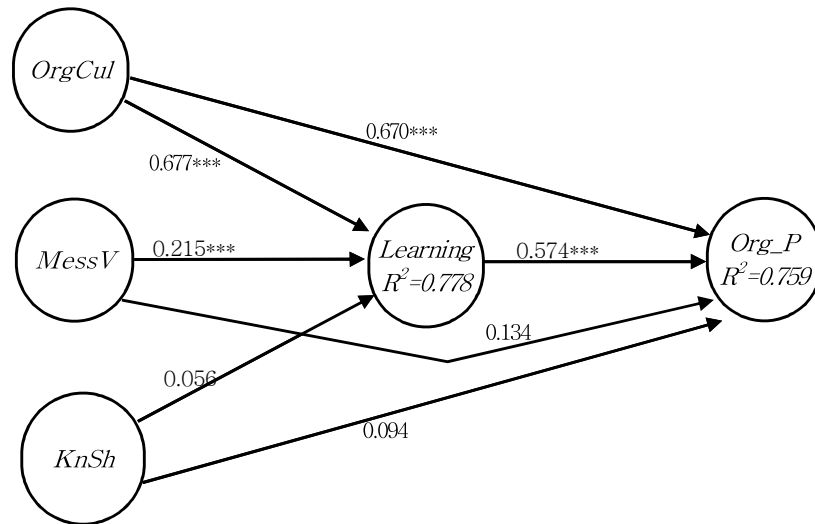 OrgCul
0.670***
0.677***
MessV
0.215***
Learning
R²=0.778
0.574***
Org_P
R²=0.759
0.134
0.056
0.094
KnSh